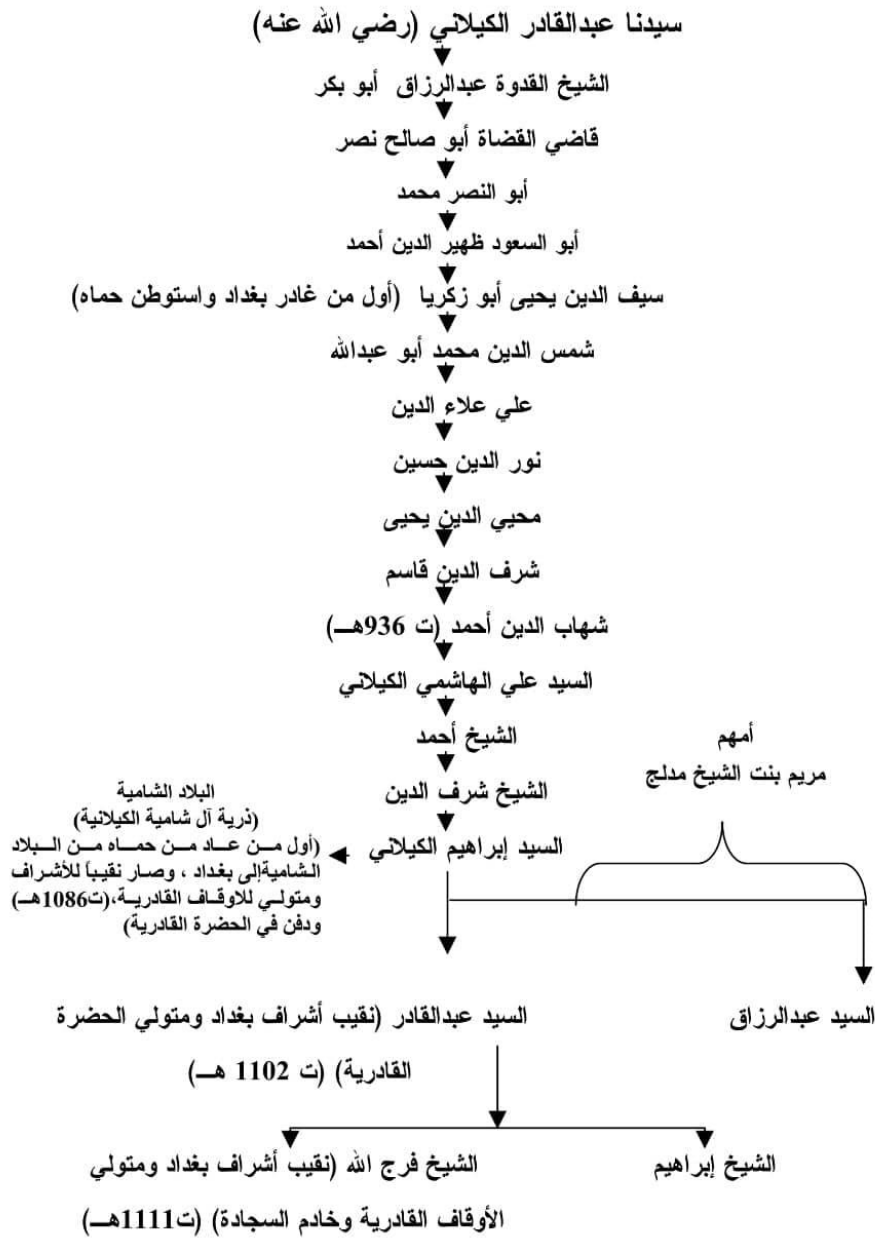 سيدنا عبدالقادر الكيلاني (رضي الله عنه)
الشيخ القدوة عبدالرزاق أبو بكر
قاضي القضاة أبو صالح نصر
أبو النصر محمد
أبو السعود ظهير الدين أحمد
سيف الدين يحيى أبو زكريا (أول من غادر بغداد واستوطن حماه)
شمس الدين محمد أبو عبدالله
علي علاء الدين
نور الدين حسين
محيي الدين يحيى
شرف الدين قاسم
شهاب الدين أحمد (ت 936هـ)
السيد علي الهاشمي الكيلاني
الشيخ أحمد
الشيخ شرف الدين
السيد إبراهيم الكيلاني
أمهم
مريم بنت الشيخ مدلج
البلاد الشامية
(ذرية آل شامية الكيلانية)
(أول من عاد من حماه من البلاد
الشاميةإلى بغداد ، وصار نقيباً للأشراف
ومتولي للاوقاف القادرية،(ت1086هـ)
ودفن في الحضرة القادرية)
السيد عبدالرزاق
السيد عبدالقادر (نقيب أشراف بغداد ومتولي الحضرة
القادرية) (ت 1102 هـ)
الشيخ إبراهيم
الشيخ فرج الله (نقيب أشراف بغداد ومتولي
الأوقاف القادرية وخادم السجادة) (ت1111هـ)